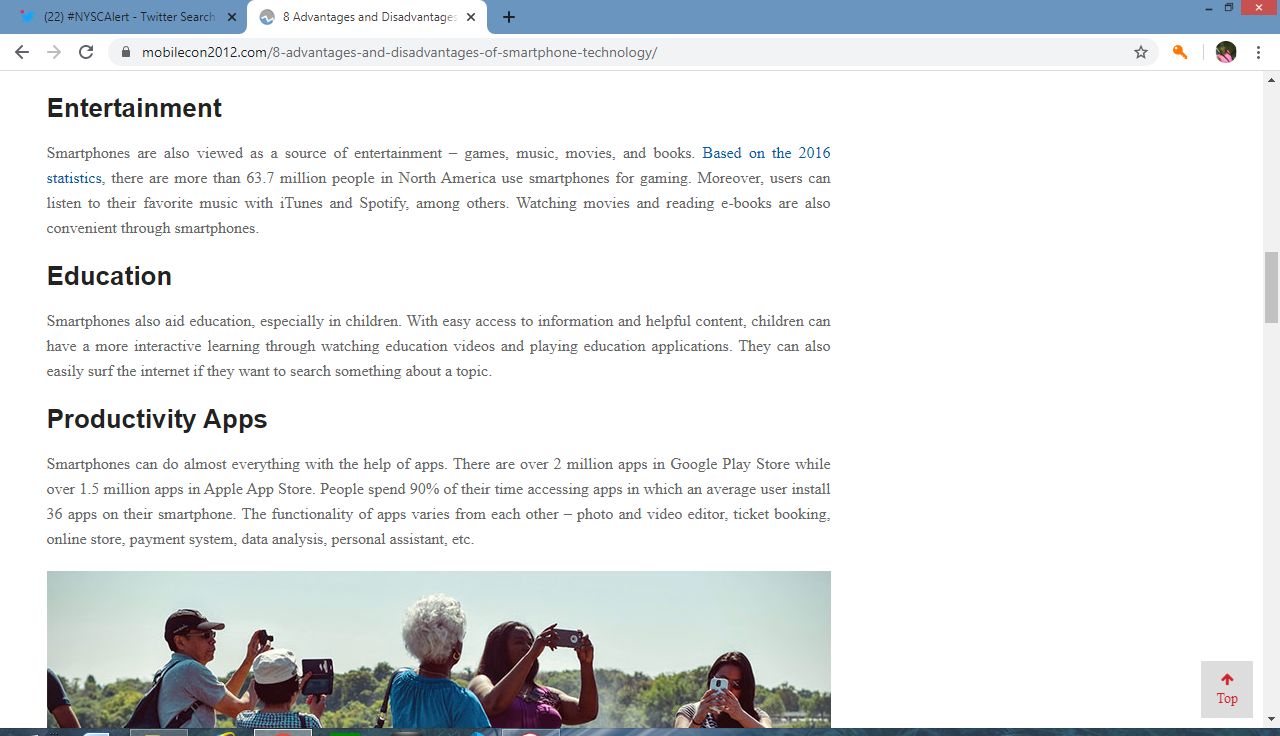 (22) #NYSCAlert - Twitter Search
8 Advantages and Disadvantages
mobilecon2012.com/8-advantages-and-disadvantages-of-smartphone-technology/
Entertainment
Smartphones are also viewed as a source of entertainment – games, music, movies, and books. Based on the 2016
statistics, there are more than 63.7 million people in North America use smartphones for gaming. Moreover, users can
listen to their favorite music with iTunes and Spotify, among others. Watching movies and reading e-books are also
convenient through smartphones.
Education
Smartphones also aid education, especially in children. With easy access to information and helpful content, children can
have a more interactive learning through watching education videos and playing education applications. They can also
easily surf the internet if they want to search something about a topic.
Productivity Apps
Smartphones can do almost everything with the help of apps. There are over 2 million apps in Google Play Store while
over 1.5 million apps in Apple App Store. People spend 90% of their time accessing apps in which an average user install
36 apps on their smartphone. The functionality of apps varies from each other – photo and video editor, ticket booking,
online store, payment system, data analysis, personal assistant, etc.
Top